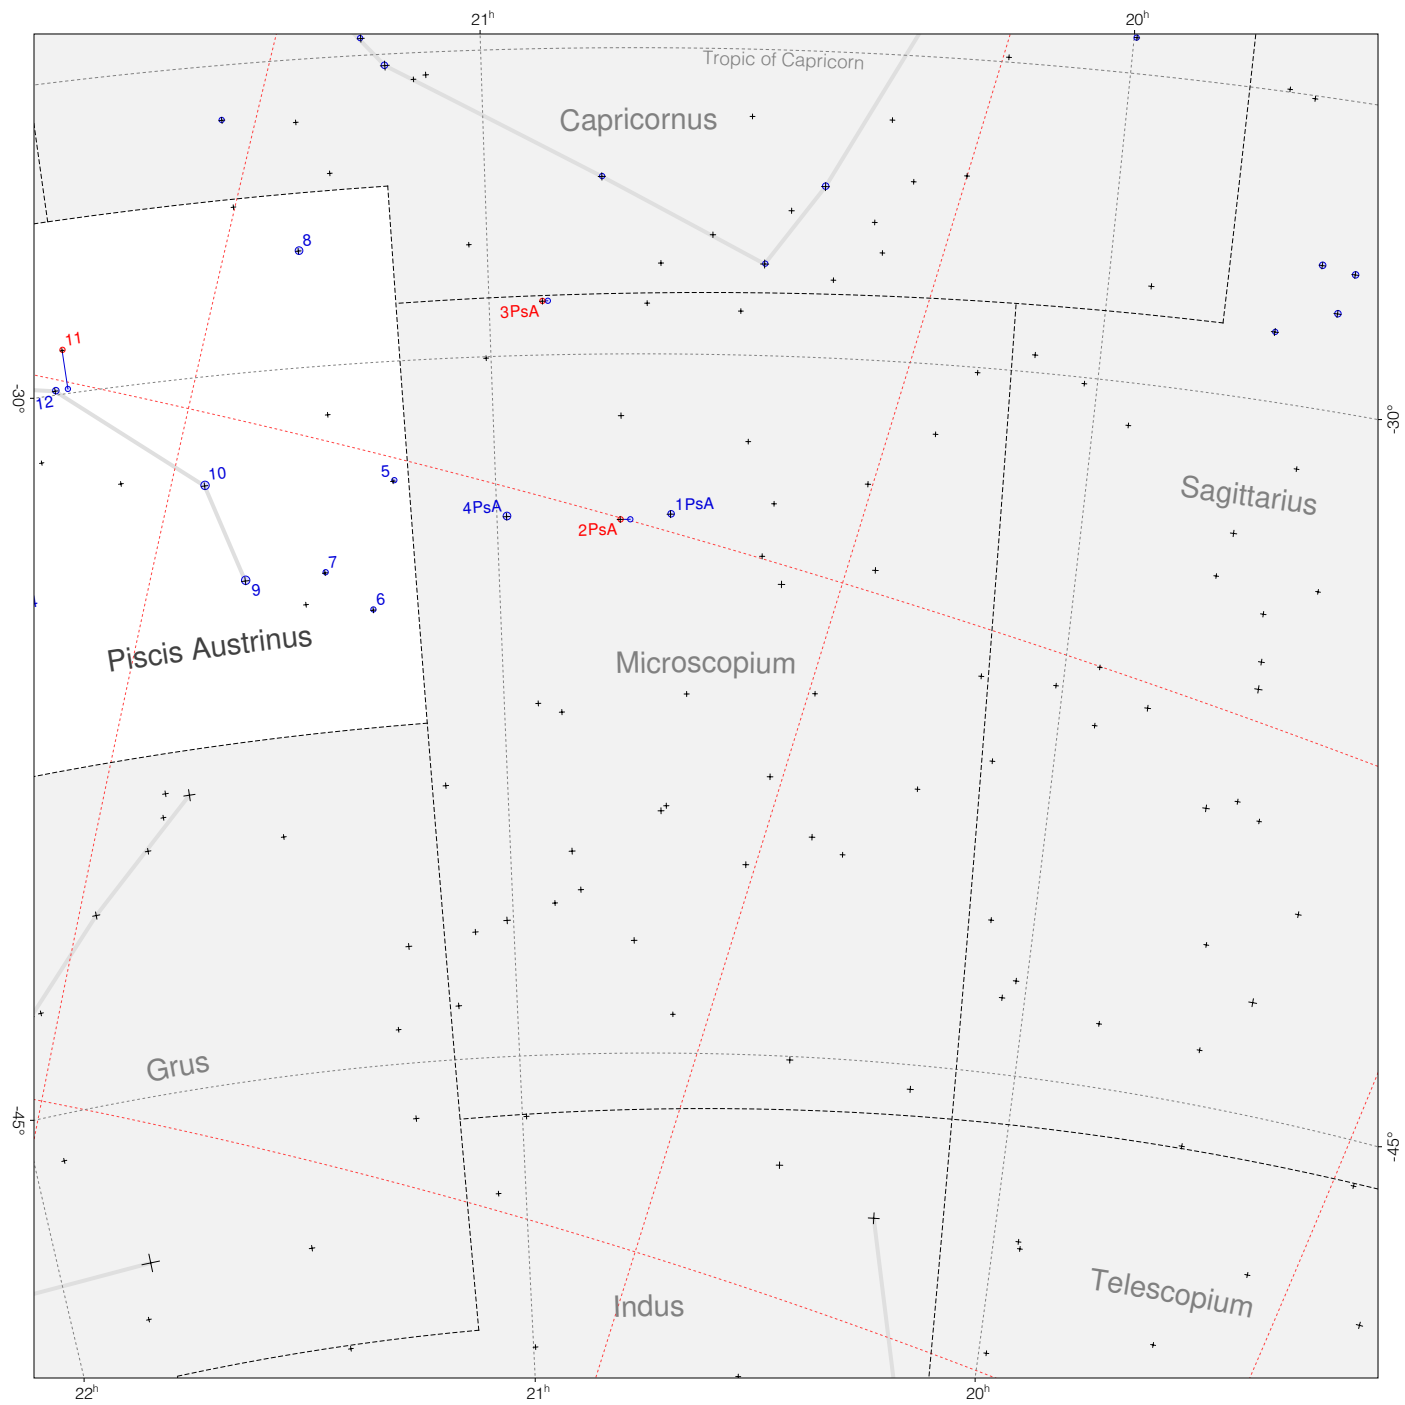 21h
20h
Tropic of Capricorn
Capricornus
8
3PsA
11
12
-30°
-30°
10
5
4PsA
2PsA
1PsA
Sagittarius
7
9
6
Piscis Austrinus
Microscopium
Grus
-45°
-45°
Indus
Telescopium
22h
21h
20h